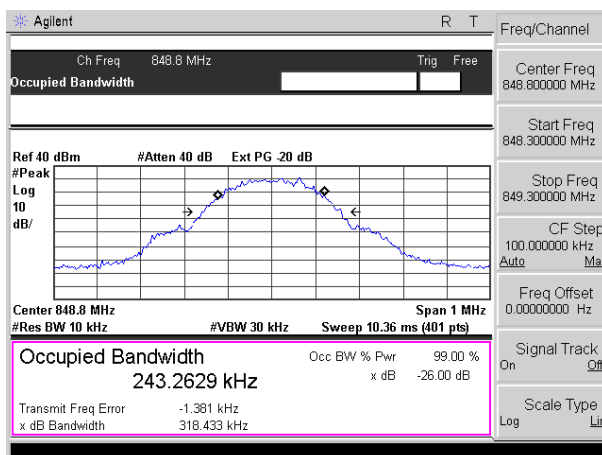 Agilent R T
Ch Freq 848.8 MHz Trig Free
Occupied Bandwidth
Ref 40 dBm #Atten 40 dB Ext PG -20 dB
#Peak
Log
10
dB/
Center 848.8 MHz Span 1 MHz
#Res BW 10 kHz #VBW 30 kHz Sweep 10.36 ms (401 pts)
Occupied Bandwidth Occ BW % Pwr 99.00 %
243.2629 kHz x dB -26.00 dB
Transmit Freq Error -1.381 kHz
x dB Bandwidth 318.433 kHz
Freq/Channel
Center Freq
848.800000 MHz
Start Freq
848.300000 MHz
Stop Freq
849.300000 MHz
CF Step
100.000000 kHz
Auto Ma
Freq Offset
0.00000000 Hz
Signal Track
On Off
Scale Type
Log Lin